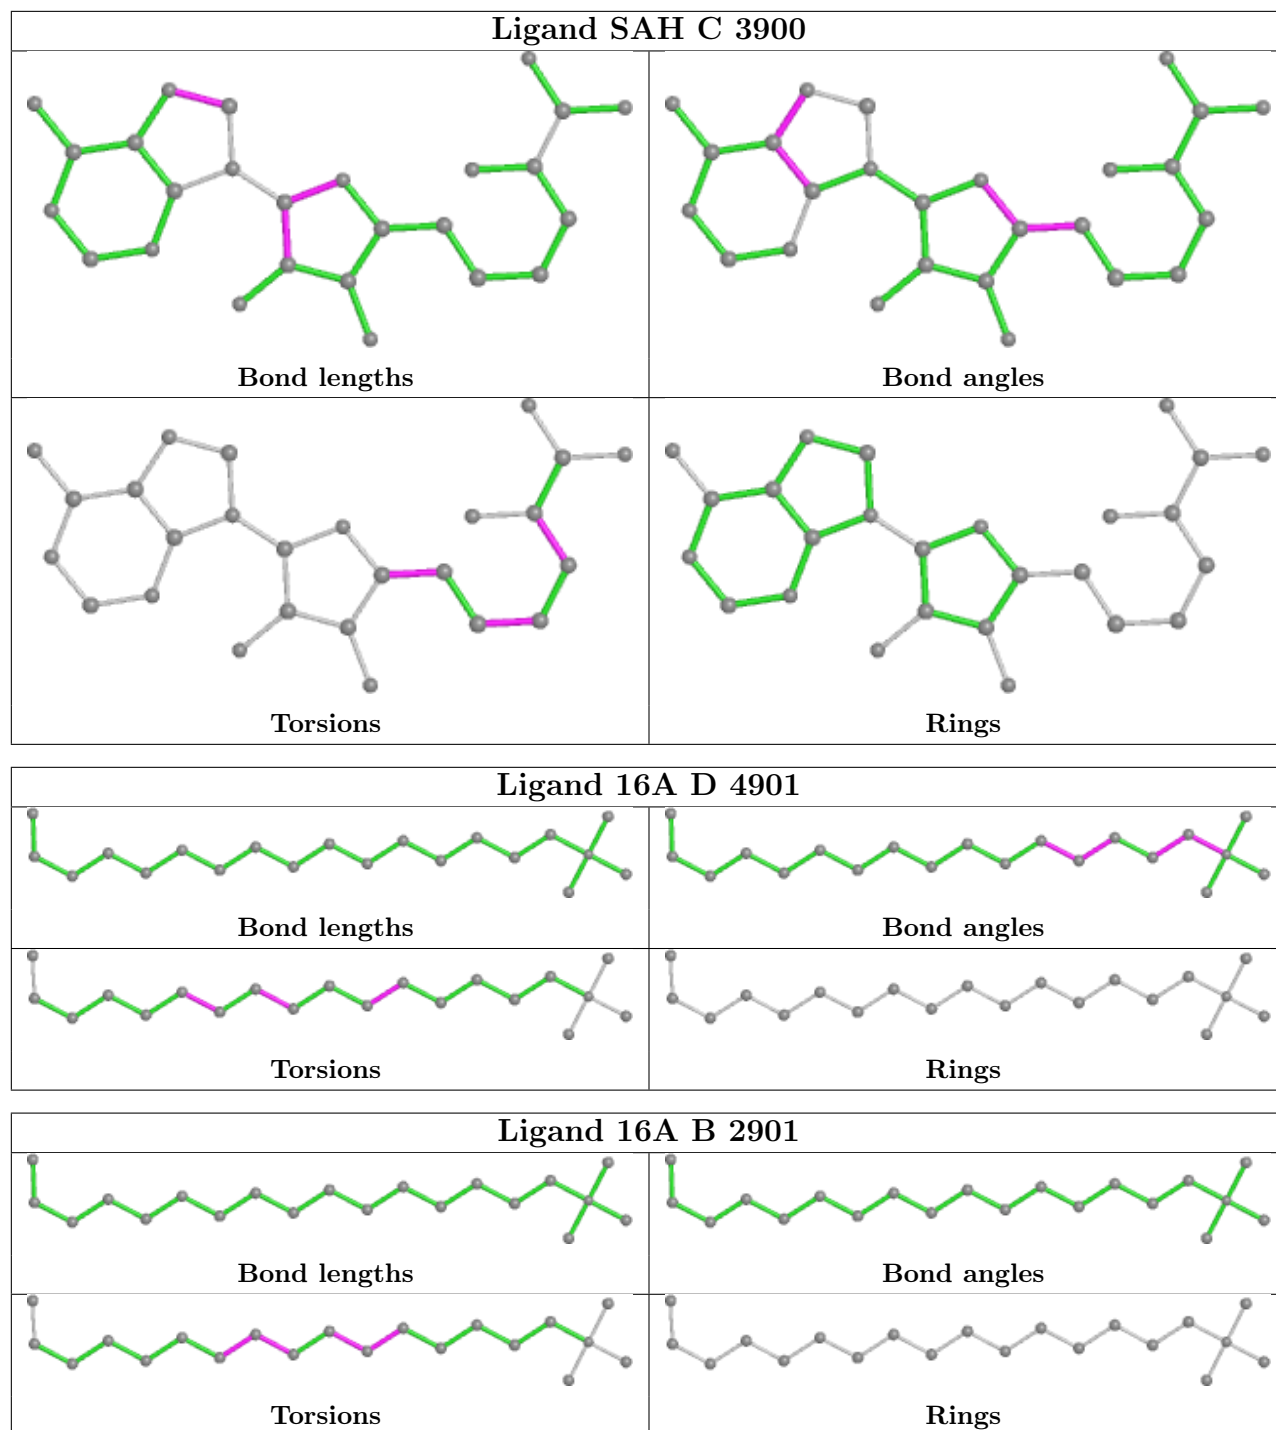 Ligand SAH C 3900
Bond lengths
Bond angles
Torsions
Rings
Ligand 16A D 4901
Bond lengths
Bond angles
Torsions
Rings
Ligand 16A B 2901
Bond lengths
Bond angles
Torsions
Rings